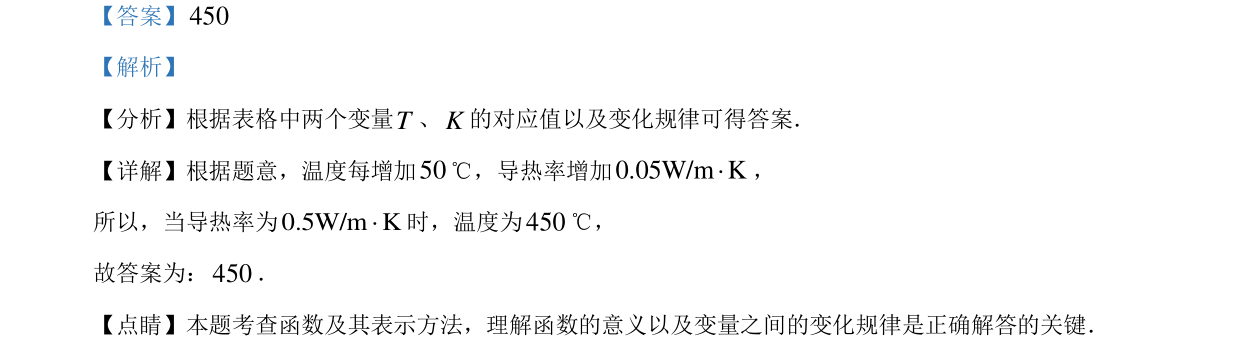 【答案】450
【解析】
【分析】根据表格中两个变量T、K的对应值以及变化规律可得答案．
【详解】根据题意，温度每增加50℃，导热率增加0.05W/m·K，
所以，当导热率为0.5W/m·K时，温度为450℃，
故答案为：450．
【点睛】本题考查函数及其表示方法，理解函数的意义以及变量之间的变化规律是正确解答的关键．